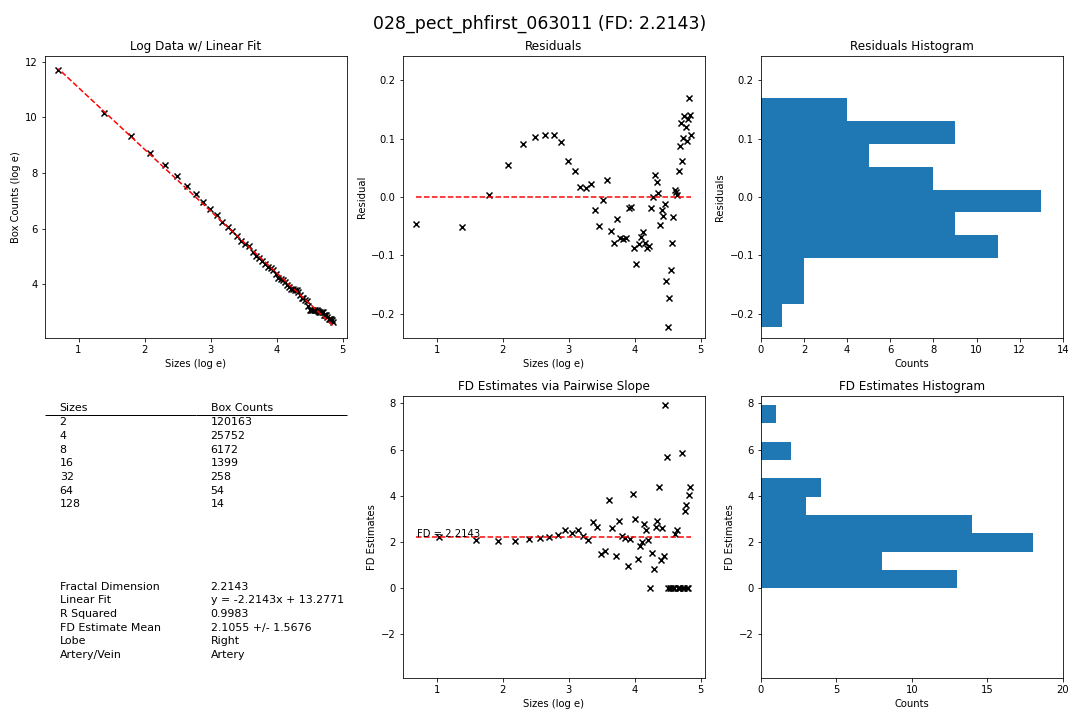 028_pect_phfirst_063011 (FD: 2.2143)
Log Data w/ Linear Fit
Box Counts (log e)
12
10
8
6
4
1
2
3
4
5
Sizes (log e)
Residuals
Residual
0.2
0.1
0.0
−0.1
−0.2
1
2
3
4
5
Sizes (log e)
Residuals Histogram
Residuals
0.2
0.1
0.0
−0.1
−0.2
0
2
4
6
8
10
12
14
Counts
Sizes Box Counts
2 120163
4 25752
8 6172
16 1399
32 258
64 54
128 14
Fractal Dimension 2.2143
Linear Fit y = -2.2143x + 13.2771
R Squared 0.9983
FD Estimate Mean 2.1055 +/- 1.5676
Lobe Right
Artery/Vein Artery
FD Estimates via Pairwise Slope
FD Estimates
8
6
4
2
0
−2
FD = 2.2143
1
2
3
4
5
Sizes (log e)
FD Estimates Histogram
FD Estimates
8
6
4
2
0
−2
0
5
10
15
20
Counts